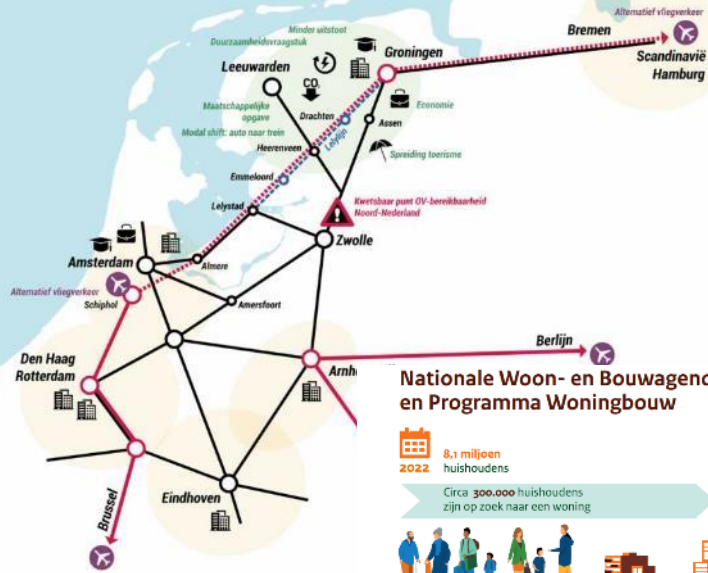 Alternatief vliegverkeer
Minder uitstoot
Bremen
Duurzaamheidsvraagstuk
Groningen
Scandinavië
Hamburg
Leeuwarden
CO₂
Maatschappelijke
opgave
Drachten
Lelylijn
Economie
Assen
Modal shift: auto naar trein
Heerenveen
Spreiding toerisme
Emmeloord
Kwetsbaar punt OV-bereikbaarheid
Noord-Nederland
Lelystad
Zwolle
Amsterdam
Almere
Alternatief vliegverkeer
Schiphol
Amersfoort
Berlijn
Den Haag
Rotterdam
Arnh
Eindhoven
Brussel
Nationale Woon- en Bouwagend
en Programma Woningbouw
8,1 miljoen
2022 huishoudens
Circa 300.000 huishoudens
zijn op zoek naar een woning